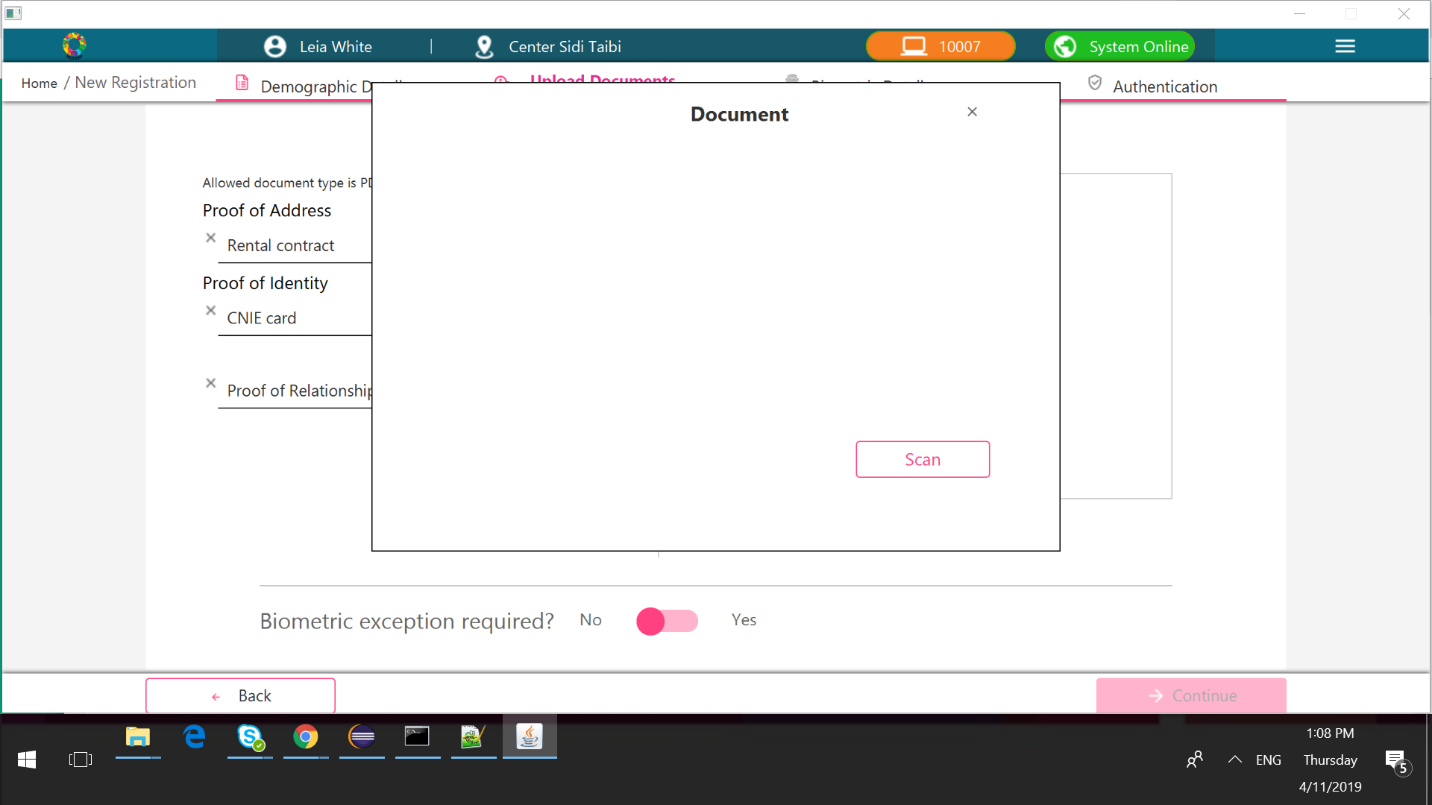 Leia White | Center Sidi Taibi 10007 System Online
Home / New Registration Demographic Upload Documents Authentication
Document ×
Allowed document type is
Proof of Address
× Rental contract
Proof of Identity
× CNIE card
× Proof of Relationship
Scan
Biometric exception required? No Yes
← Back → Continue
1:08 PM
ENG Thursday 5
4/11/2019